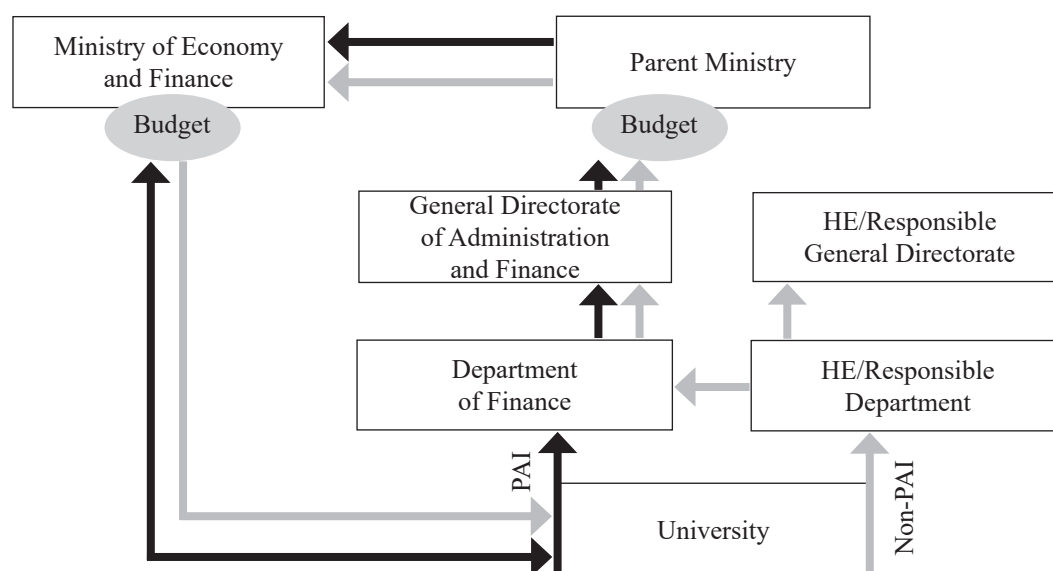 Ministry of Economy
and Finance
Parent Ministry
Budget
Budget
General Directorate
of Administration
and Finance
HE/Responsible
General Directorate
Department
of Finance
HE/Responsible
Department
PAI
Non-PAI
University